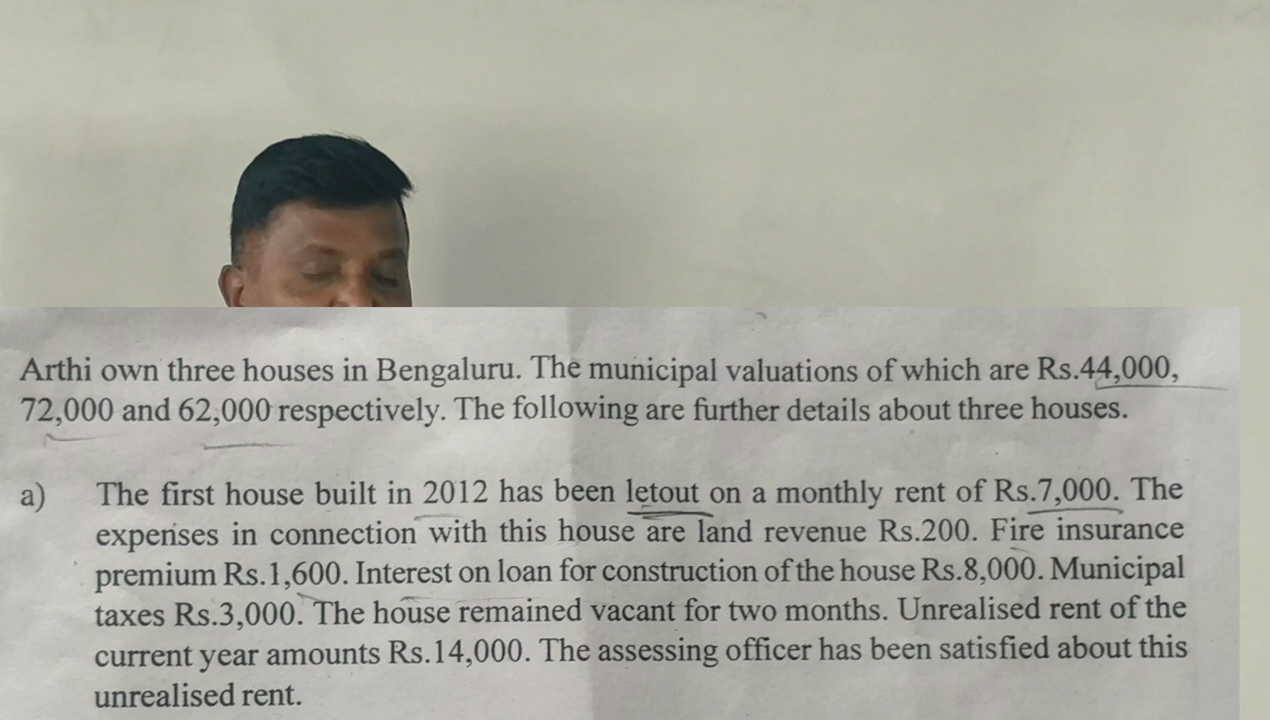 Arthi own three houses in Bengaluru. The municipal valuations of which are Rs.44,000,
72,000 and 62,000 respectively. The following are further details about three houses.
a) The first house built in 2012 has been letout on a monthly rent of Rs.7,000. The
expenses in connection with this house are land revenue Rs.200. Fire insurance
premium Rs.1,600. Interest on loan for construction of the house Rs.8,000. Municipal
taxes Rs.3,000. The house remained vacant for two months. Unrealised rent of the
current year amounts Rs.14,000. The assessing officer has been satisfied about this
unrealised rent.